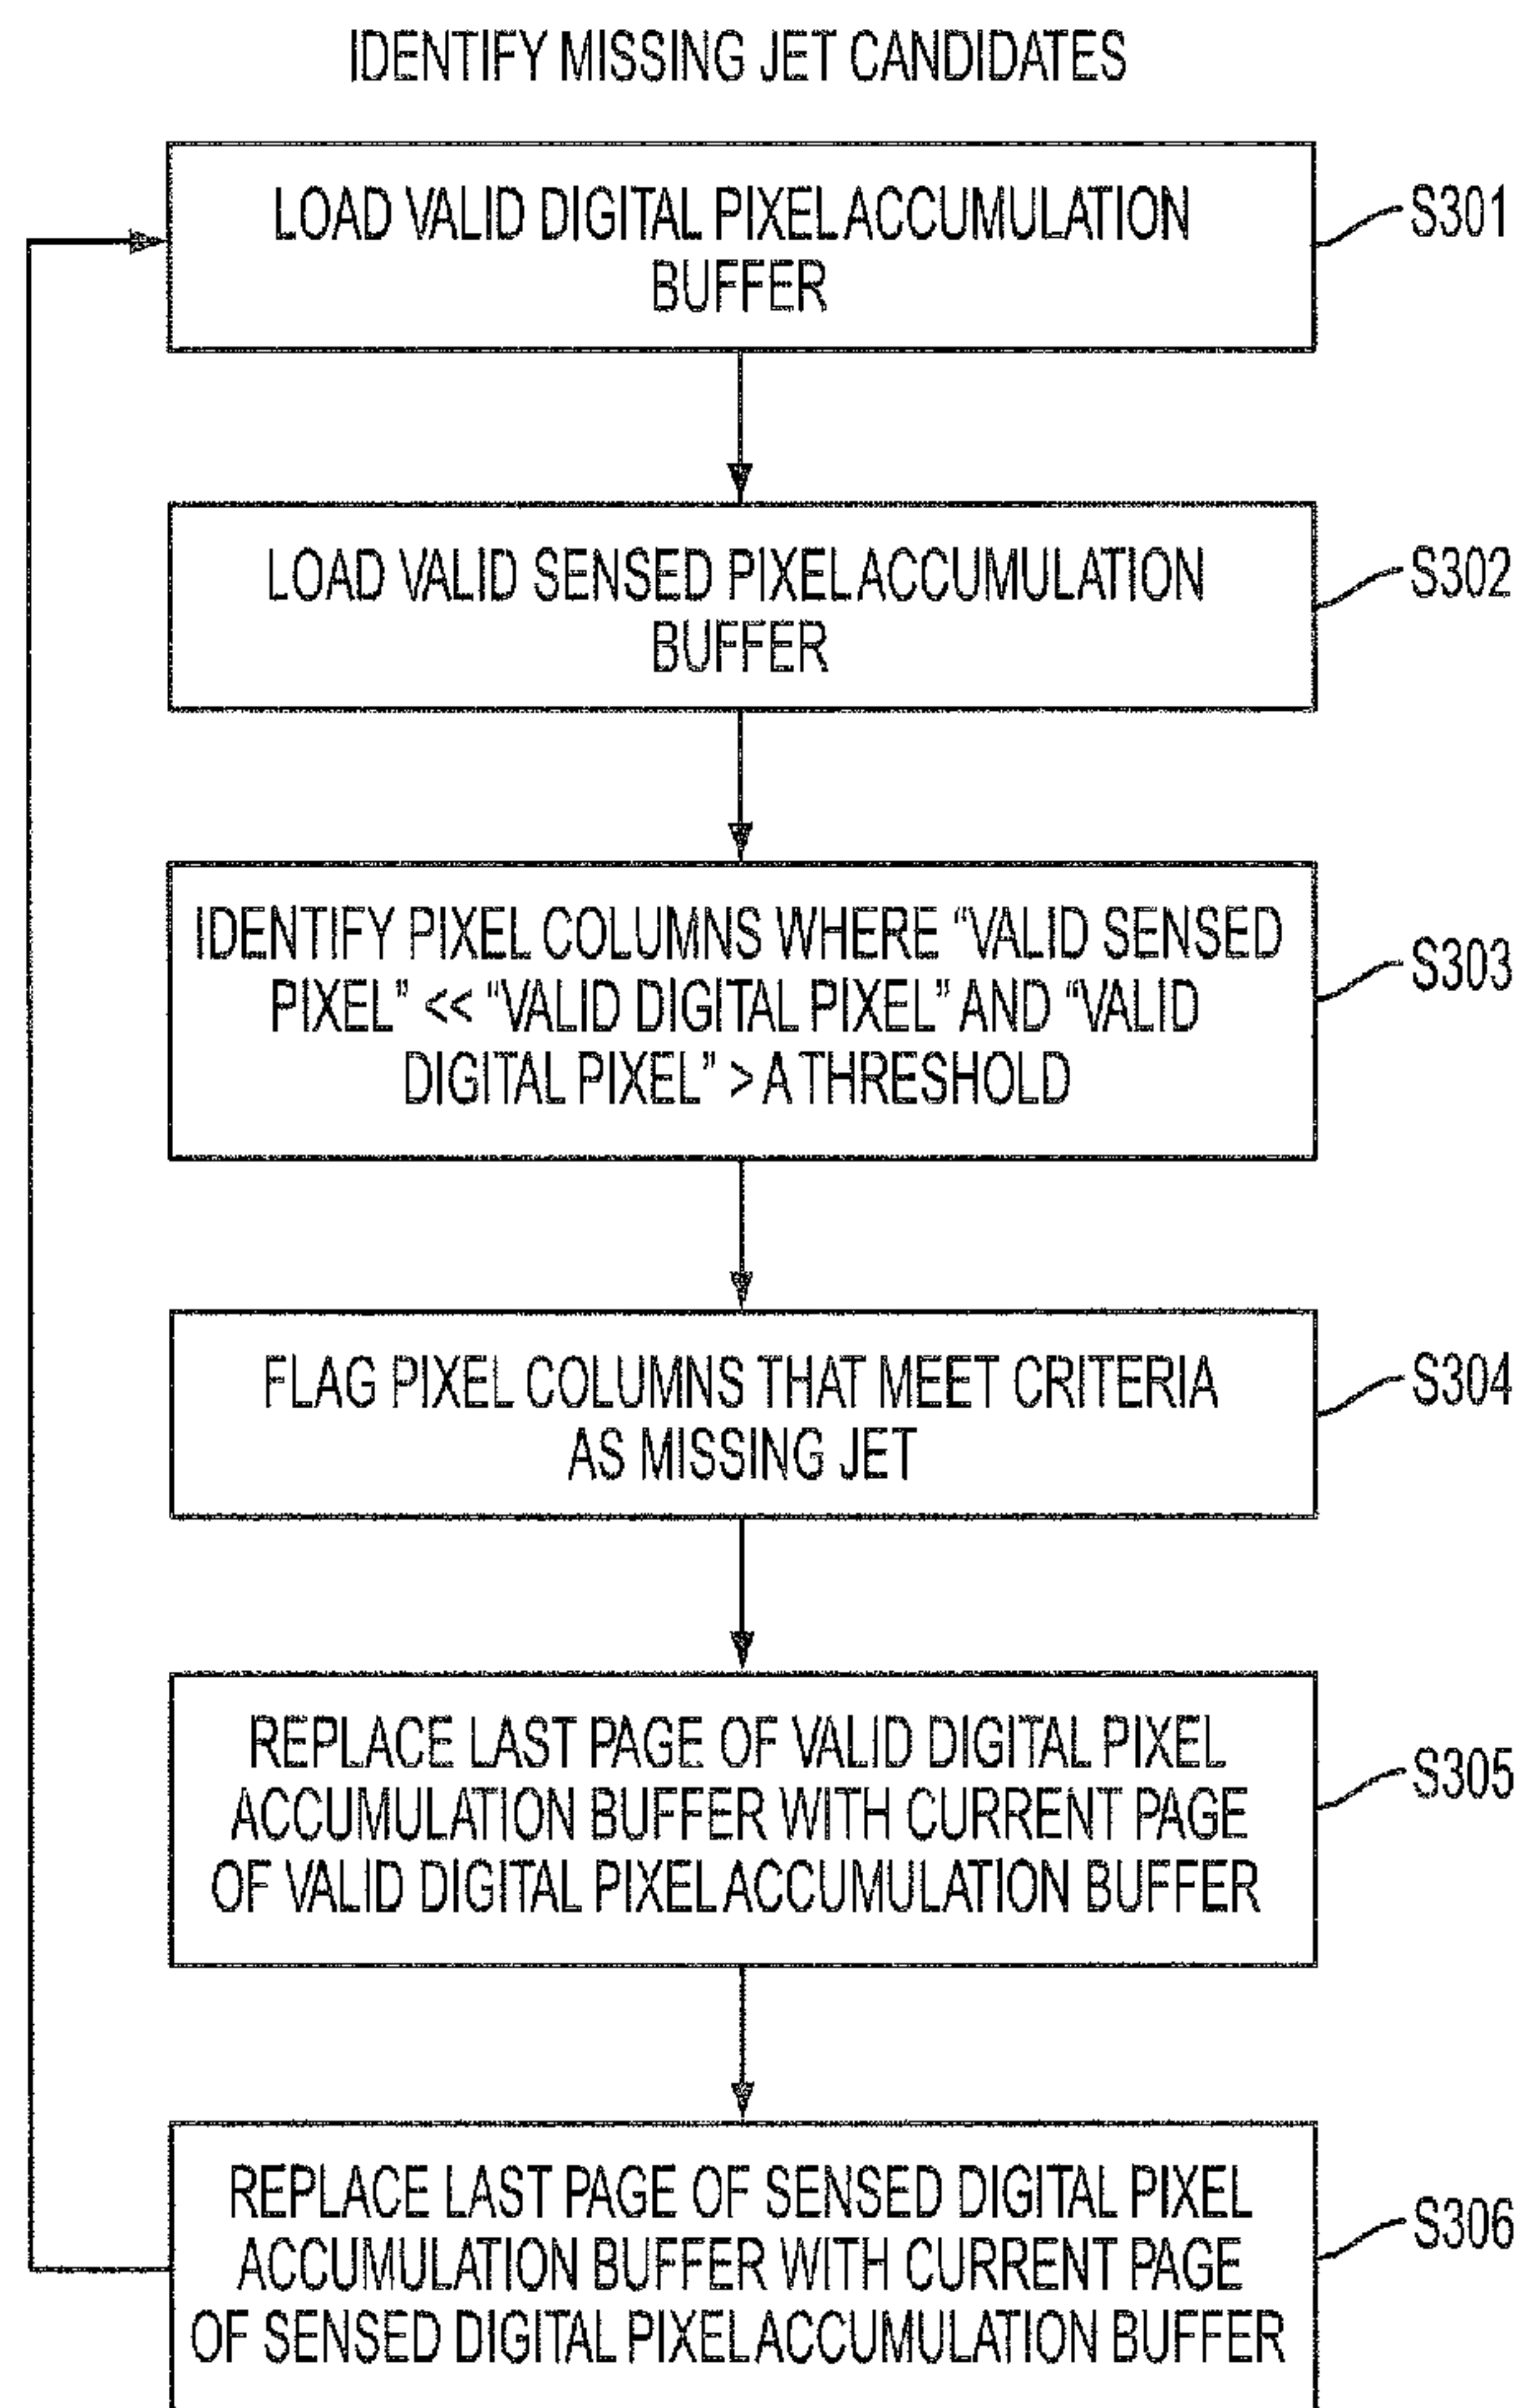 IDENTIFY MISSING JET CANDIDATES
LOAD VALID DIGITAL PIXEL ACCUMULATION
BUFFER
S301
LOAD VALID SENSED PIXEL ACCUMULATION
BUFFER
S302
IDENTIFY PIXEL COLUMNS WHERE “VALID SENSED
PIXEL” << “VALID DIGITAL PIXEL” AND “VALID
DIGITAL PIXEL” > A THRESHOLD
S303
FLAG PIXEL COLUMNS THAT MEET CRITERIA
AS MISSING JET
S304
REPLACE LAST PAGE OF VALID DIGITAL PIXEL
ACCUMULATION BUFFER WITH CURRENT PAGE
OF VALID DIGITAL PIXEL ACCUMULATION BUFFER
S305
REPLACE LAST PAGE OF SENSED DIGITAL PIXEL
ACCUMULATION BUFFER WITH CURRENT PAGE
OF SENSED DIGITAL PIXEL ACCUMULATION BUFFER
S306